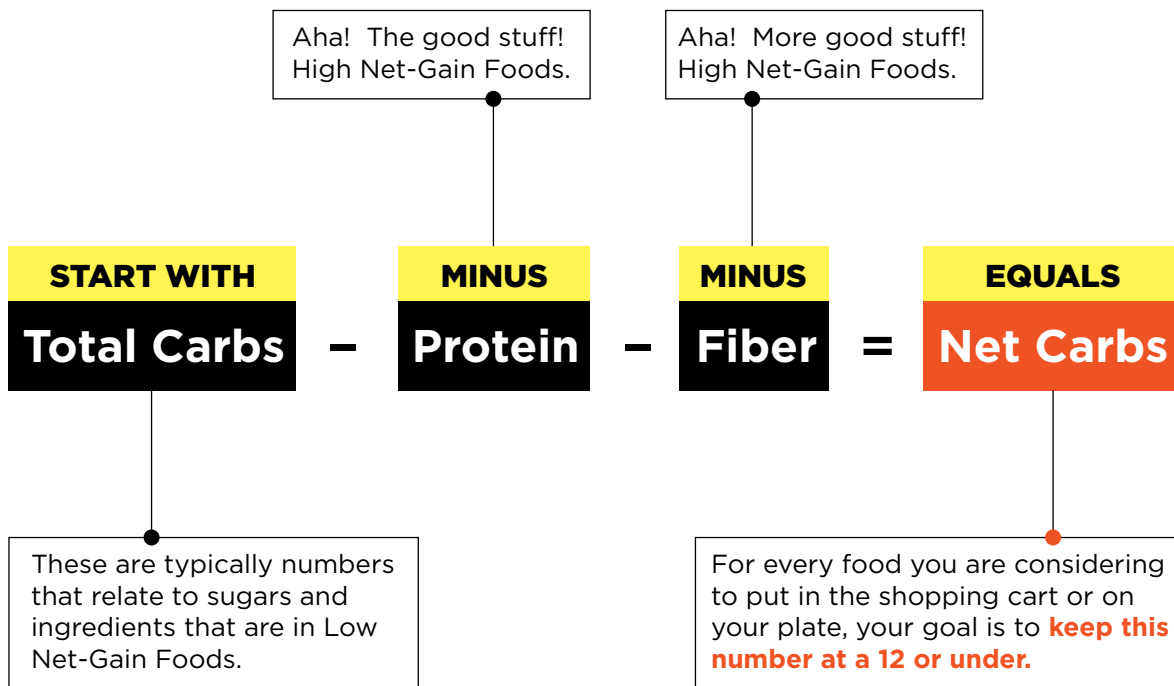 Aha!  The good stuff!
High Net-Gain Foods.
Aha!  More good stuff!
High Net-Gain Foods.
START WITH
Total Carbs
–
MINUS
Protein
–
MINUS
Fiber
=
EQUALS
Net Carbs
These are typically numbers
that relate to sugars and
ingredients that are in Low
Net-Gain Foods.
For every food you are considering
to put in the shopping cart or on
your plate, your goal is to keep this
number at a 12 or under.